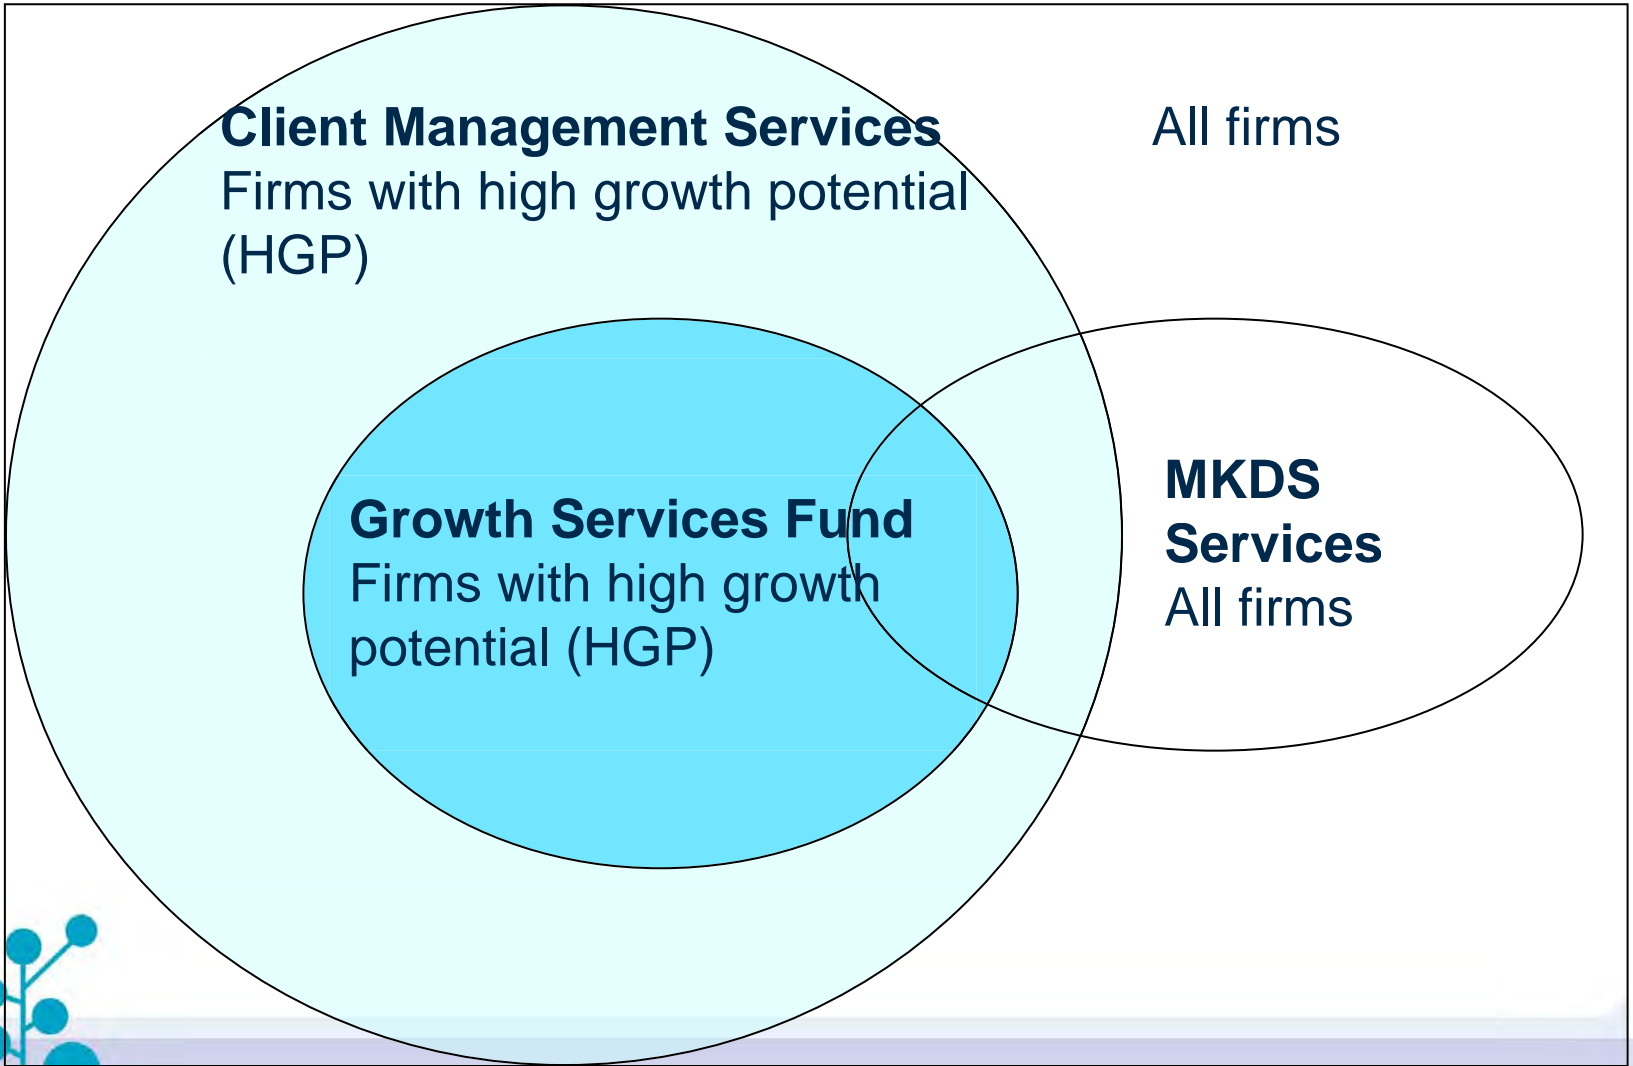 Client Management Services
Firms with high growth potential
(HGP)
All firms
Growth Services Fund
Firms with high growth
potential (HGP)
MKDS
Services
All firms